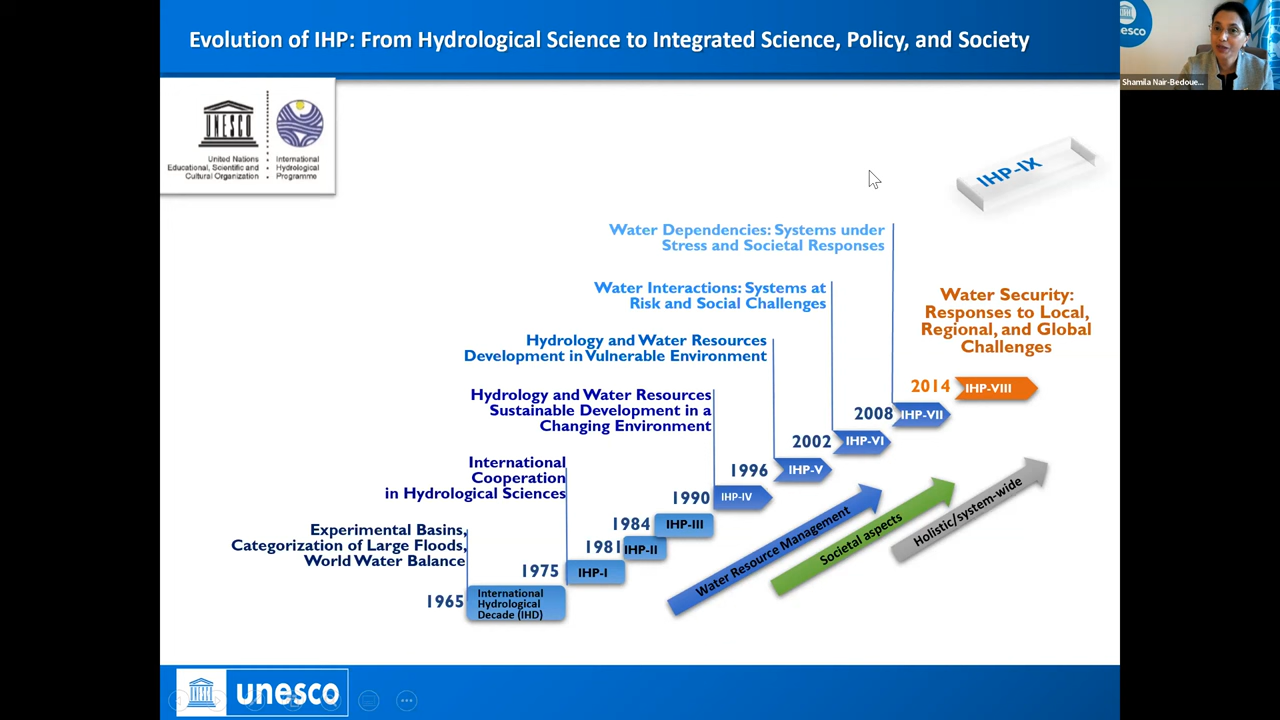 Evolution of IHP: From Hydrological Science to Integrated Science, Policy, and Society
esco
Shamila Nair-Bedoue...
UNESCO
United Nations
Educational, Scientific and
Cultural Organization
International
Hydrological
Programme
IHP-IX
Water Dependencies: Systems under
Stress and Societal Responses
Water Interactions: Systems at
Risk and Social Challenges
Water Security:
Responses to Local,
Regional, and Global
Challenges
Hydrology and Water Resources
Development in Vulnerable Environment
Hydrology and Water Resources
Sustainable Development in a
Changing Environment
International
Cooperation
in Hydrological Sciences
Experimental Basins,
Categorization of Large Floods,
World Water Balance
2014 IHP-VIII
2008 IHP-VII
2002 IHP-VI
1996 IHP-V
1990 IHP-IV
1984 IHP-III
1981 IHP-II
1975 IHP-I
1965 International
Hydrological
Decade (IHD)
Water Resource Management
Societal aspects
Holistic/system-wide
unesco